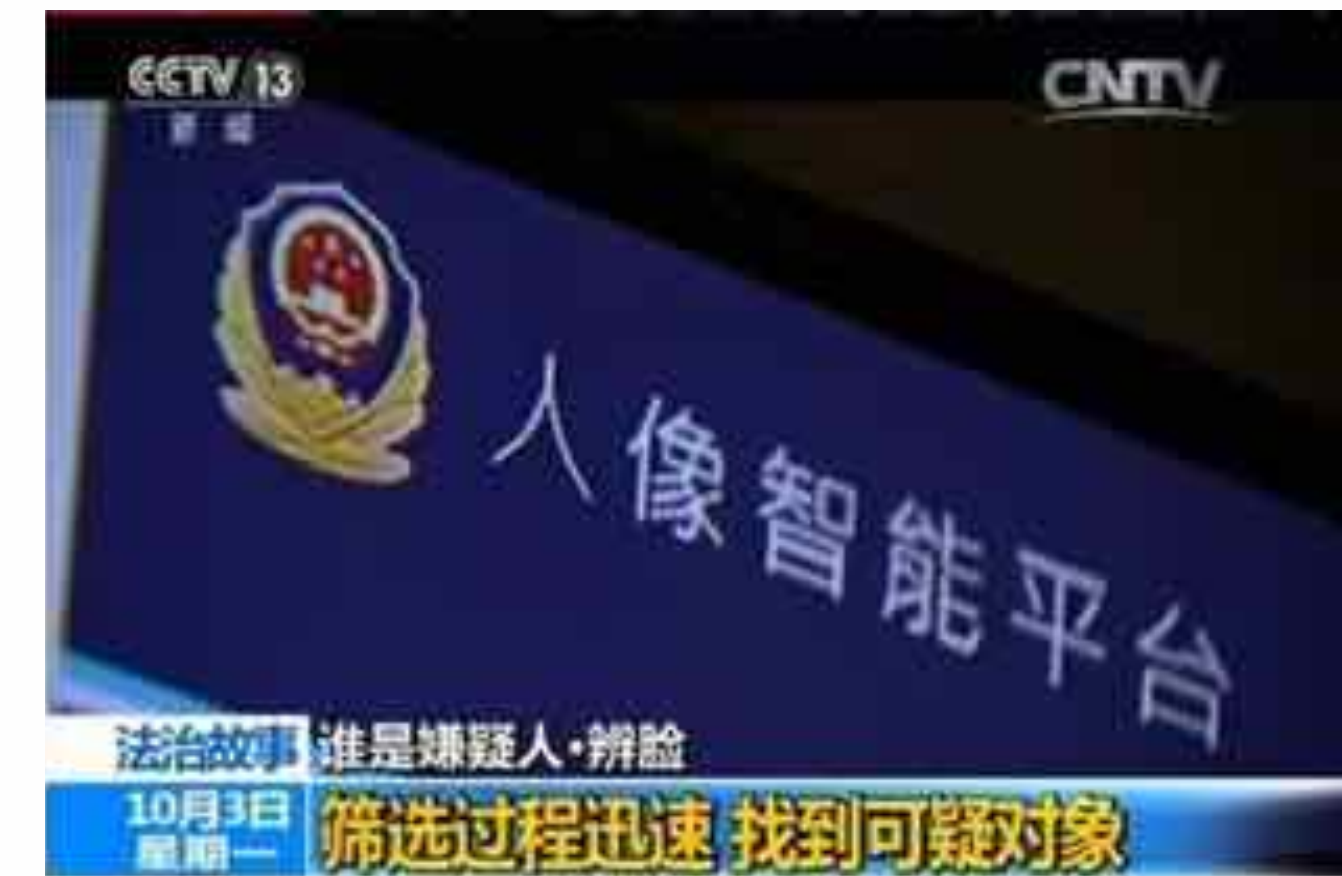 CCTV 13
CNTV
新闻
人像智能平台
法治故事 谁是嫌疑人·辨脸
10月3日
星期一
筛选过程迅速 找到可疑对象